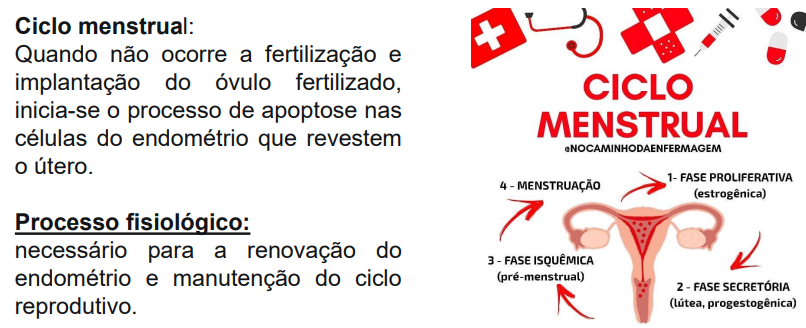 Ciclo menstrual:
Quando não ocorre a fertilização e
implantação do óvulo fertilizado,
inicia-se o processo de apoptose nas
células do endométrio que revestem
o útero.
Processo fisiológico:
necessário para a renovação do
endométrio e manutenção do ciclo
reprodutivo.
CICLO
MENSTRUAL
@NOCAMINHODAENFERMAGEM
1- FASE PROLIFERATIVA
(estrogênica)
2 - FASE SECRETÓRIA
(lútea, progestogênica)
3 - FASE ISQUÊMICA
(pré-menstrual)
4 - MENSTRUAÇÃO